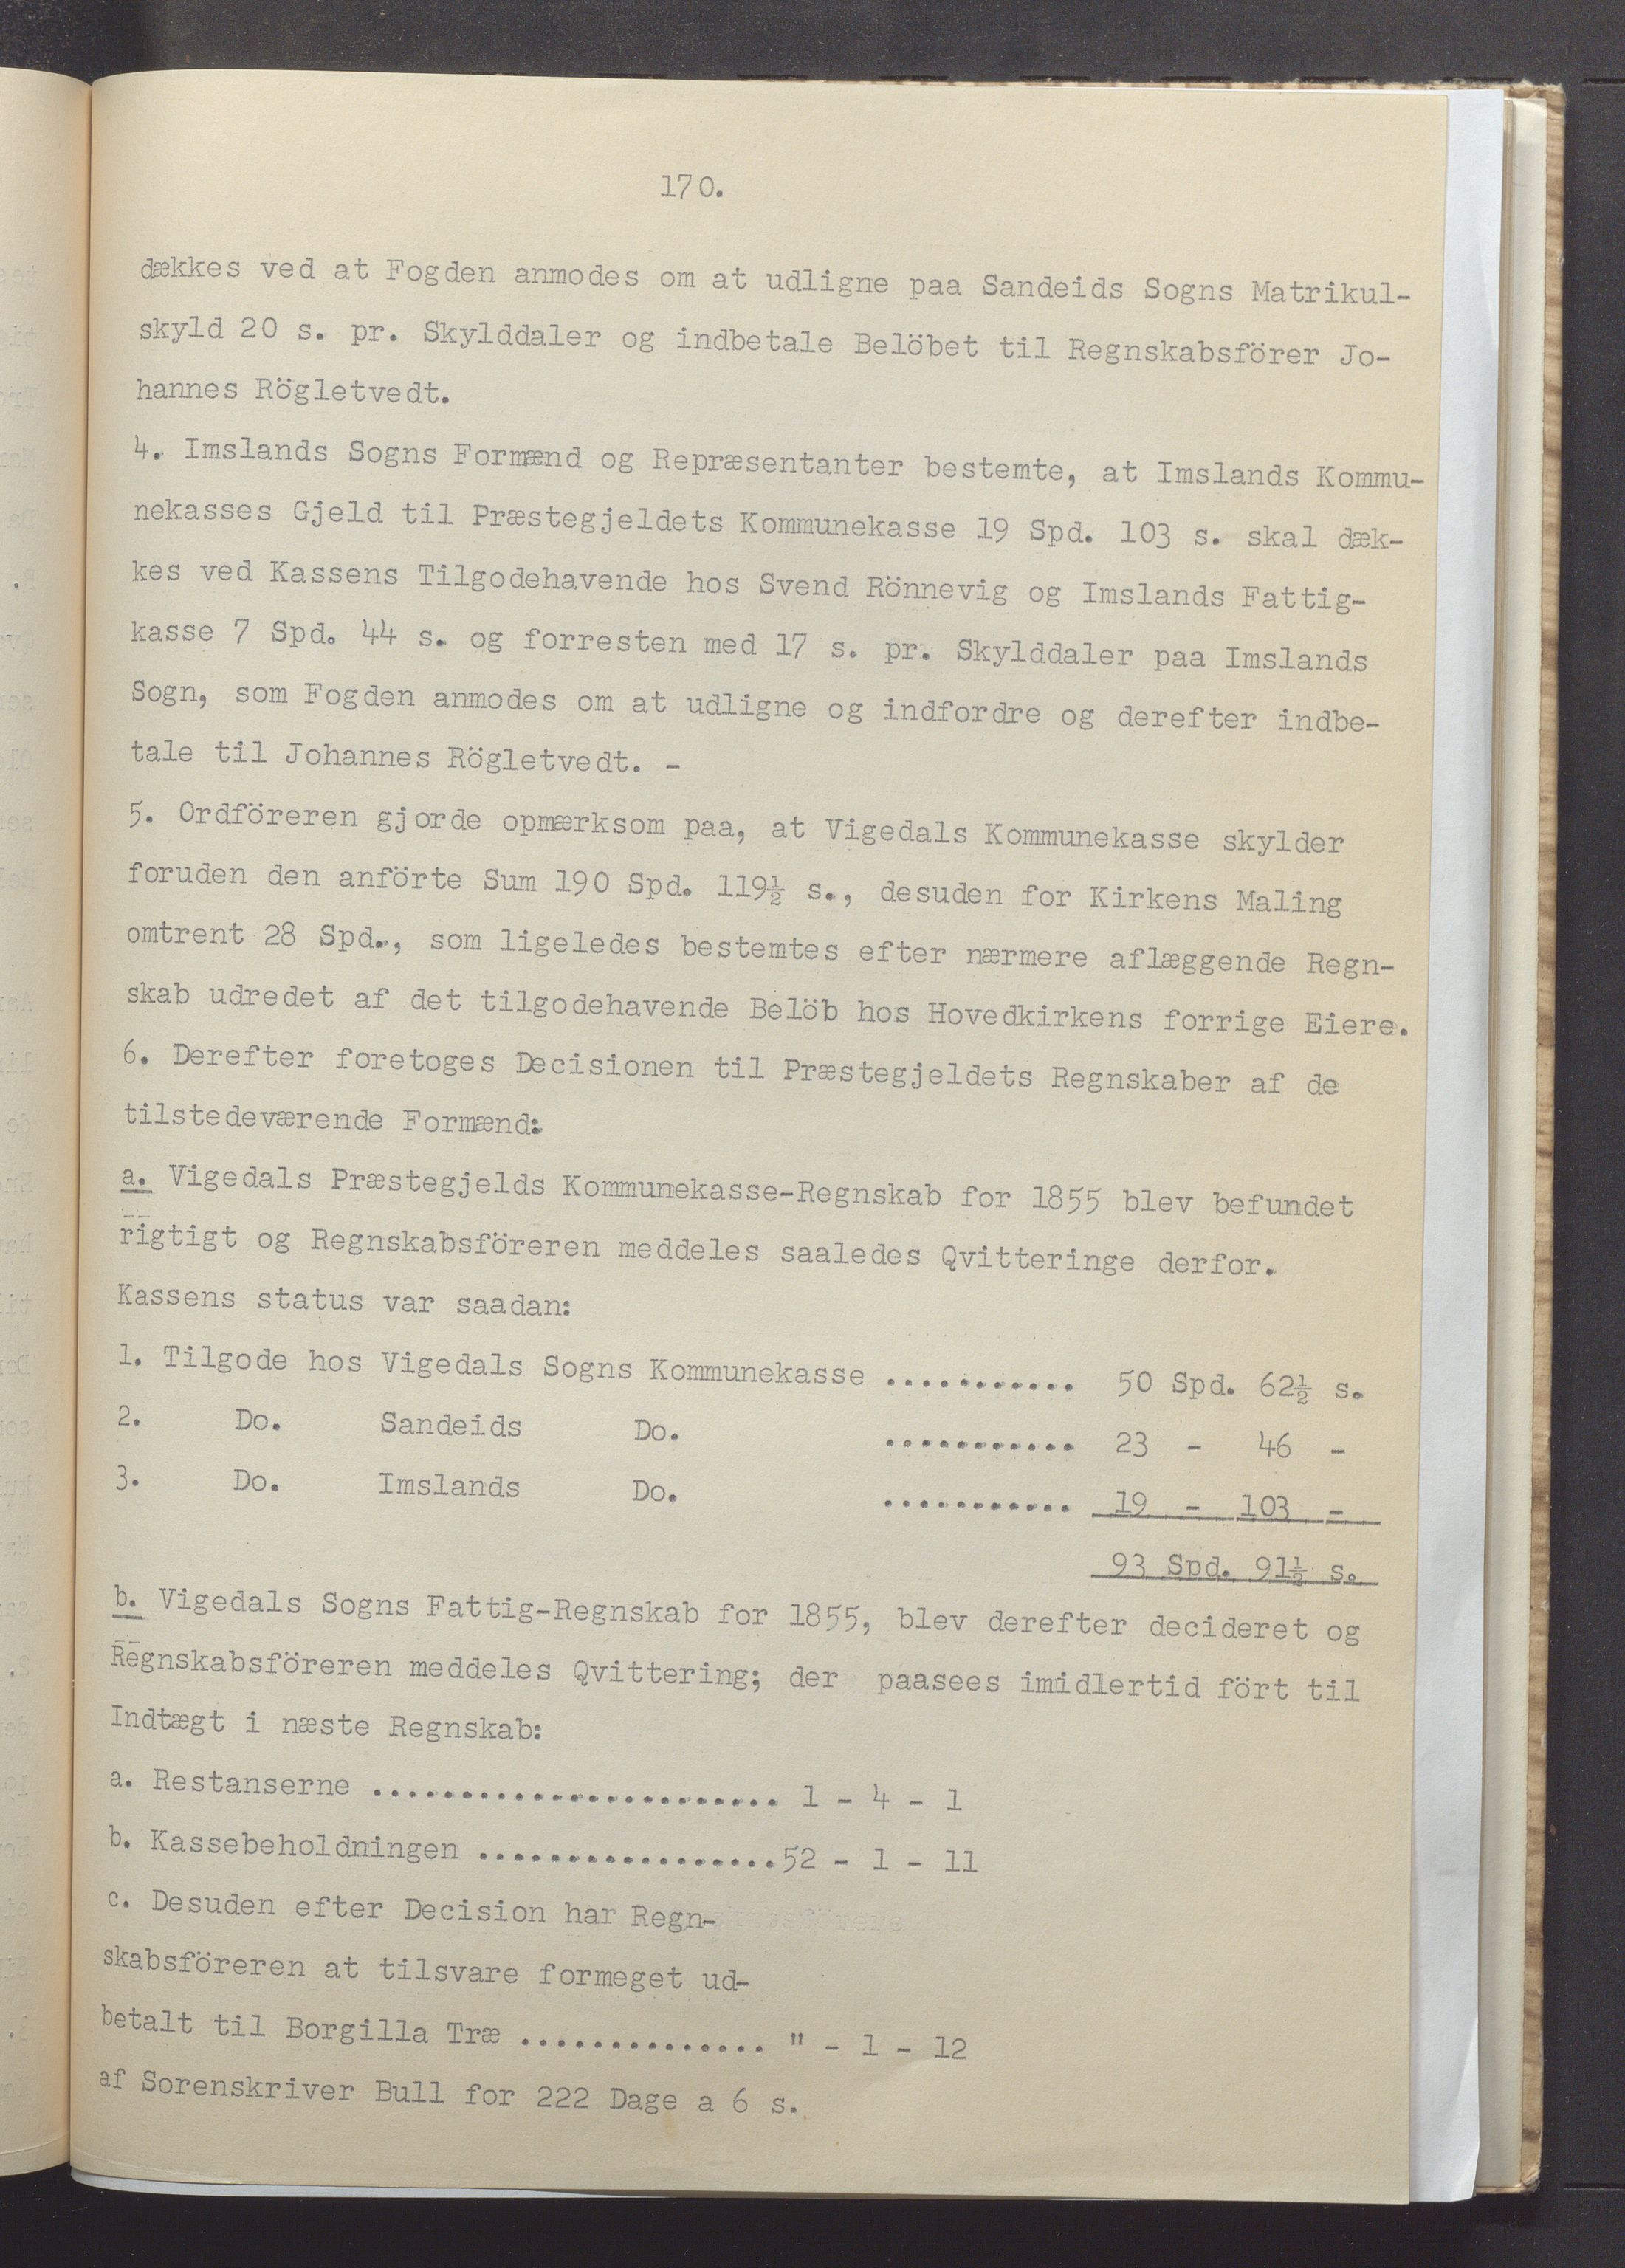 170.
dækkes ved at Fogden anmodes om at udligne paa Sandeids Sogns Matrikul-
skyld 20 s. pr. Skylddaler og indbetale Belöbet til Regnskabsförer Jo-
hannes Rögletvedt.
4. Imslands Sogns Formænd og Repræsentanter bestemte, at Imslands Kommu-
nekasses Gjeld til Præstegjeldets Kommunekasse 19 Spd. 103 s. skal dæk-
kes ved Kassens Tilgodehavende hos Svend Rönnevig og Imslands Fattig-
kasse 7 Spd. 44 s. og forresten med 17 s. pr. Skylddaler paa Imslands
Sogn, som Fogden anmodes om at udligne og indfordre og derefter indbe-
tale til Johannes Rögletvedt. -
5. Ordföreren gjorde opmærksom paa, at Vigedals Kommunekasse skylder
foruden den anförte Sum 190 Spd. 119½ s., desuden for Kirkens Maling
omtrent 28 Spd., som ligeledes bestemtes efter nærmere aflæggende Regn-
skab udredet af det tilgodehavende Belöb hos Hovedkirkens forrige Eiere.
6. Derefter foretoges Decisionen til Præstegjeldets Regnskaber af de
tilstedeværende Formænd:
a. Vigedals Præstegjelds Kommunekasse-Regnskab for 1855 blev befundet
rigtigt og Regnskabsföreren meddeles saaledes Qvitteringe derfor.
Kassens status var saadan:
1. Tilgode hos Vigedals Sogns Kommunekasse ........... 50 Spd. 62½ s.
2. Do. Sandeids Do. ........... 23 - 46 -
3. Do. Imslands Do. ........... 19 - 103 -
93 Spd. 91½ s.
b. Vigedals Sogns Fattig-Regnskab for 1855, blev derefter decideret og
Regnskabsföreren meddeles Qvittering; der paasees imidlertid fört til
Indtægt i næste Regnskab:
a. Restanserne ....................... 1 - 4 - 1
b. Kassebeholdningen .................52 - 1 - 11
c. Desuden efter Decision har Regn-
skabsföreren at tilsvare formeget ud-
betalt til Borgilla Træ .............. " - 1 - 12
af Sorenskriver Bull for 222 Dage a 6 s.